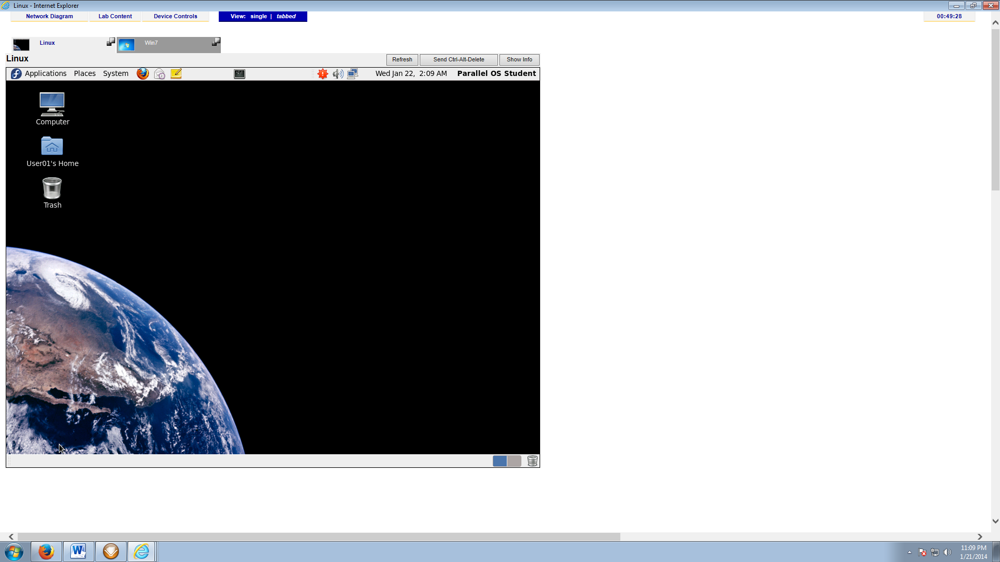 Linux - Internet Explorer
Network Diagram Lab Content Device Controls View: single | tabbed 00:49:28
Linux Win7
Linux Refresh Send Ctrl-Alt-Delete Show Info
Applications Places System Wed Jan 22, 2:09 AM Parallel OS Student
Computer
User01's Home
Trash
11:09 PM
1/21/2014